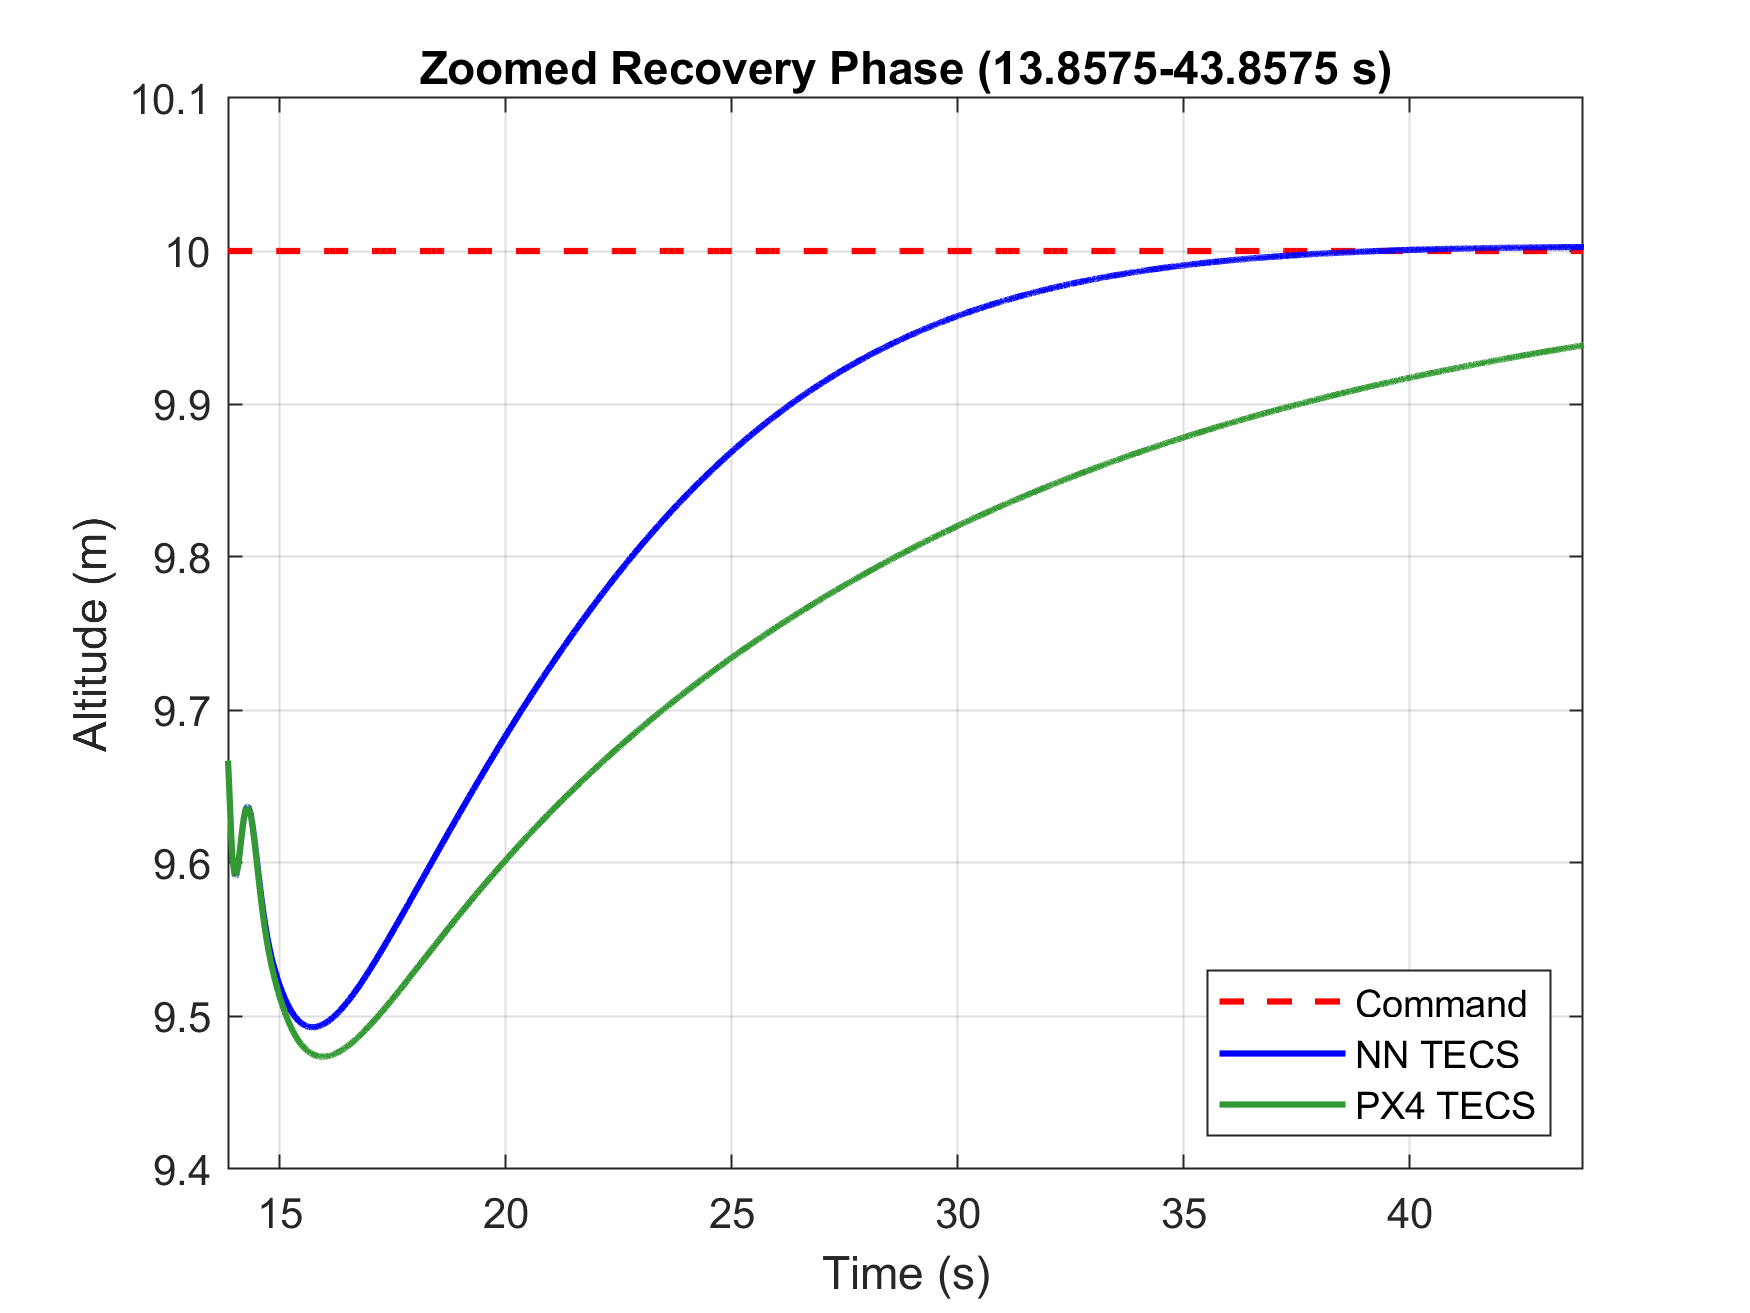 Zoomed Recovery Phase (13.8575-43.8575 s)
10.1
10
9.9
9.8
9.7
9.6
9.5
9.4
Altitude (m)
Command
NN TECS
PX4 TECS
15 20 25 30 35 40
Time (s)